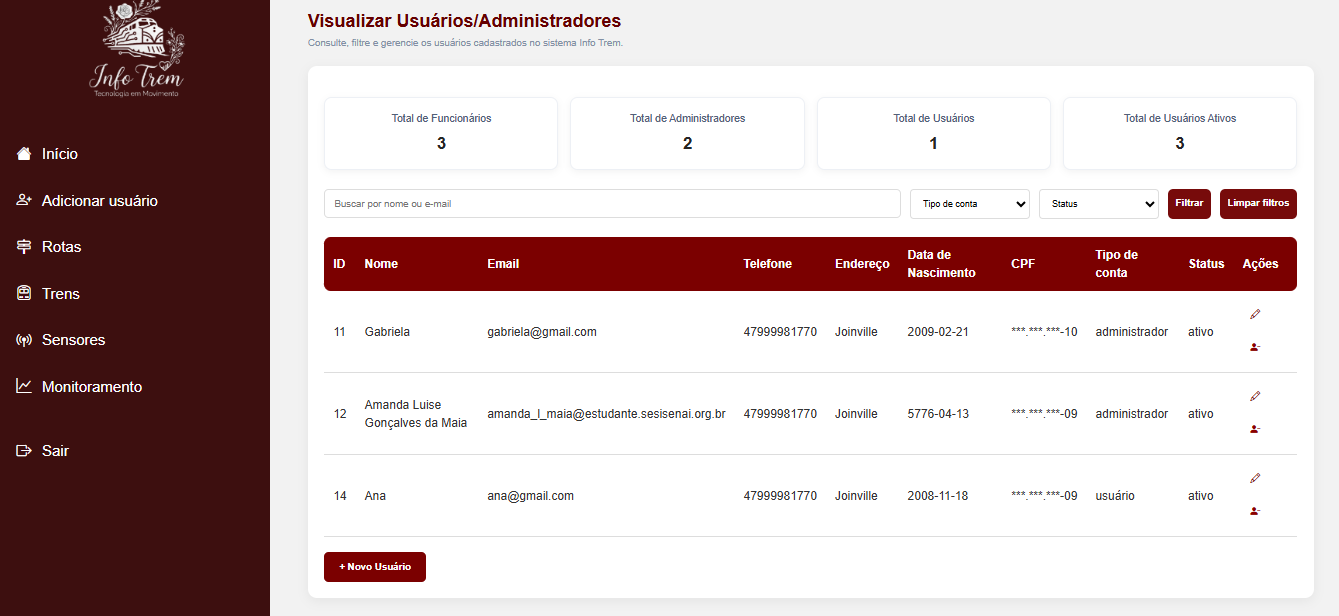 Info Trem
Tecnologia em Movimento
Início
Adicionar usuário
Rotas
Trens
Sensores
Monitoramento
Sair
Visualizar Usuários/Administradores
Consulte, filtre e gerencie os usuários cadastrados no sistema Info Trem.
Total de Funcionários
3
Total de Administradores
2
Total de Usuários
1
Total de Usuários Ativos
3
Buscar por nome ou e-mail
Tipo de conta
Status
Filtrar
Limpar filtros
ID Nome Email Telefone Endereço Data de Nascimento CPF Tipo de conta Status Ações
11 Gabriela gabriela@gmail.com 47999981770 Joinville 2009-02-21 ***.***.***-10 administrador ativo
12 Amanda Luise Gonçalves da Maia amanda_l_maia@estudante.sesisenai.org.br 47999981770 Joinville 5776-04-13 ***.***.***-09 administrador ativo
14 Ana ana@gmail.com 47999981770 Joinville 2008-11-18 ***.***.***-09 usuário ativo
+ Novo Usuário